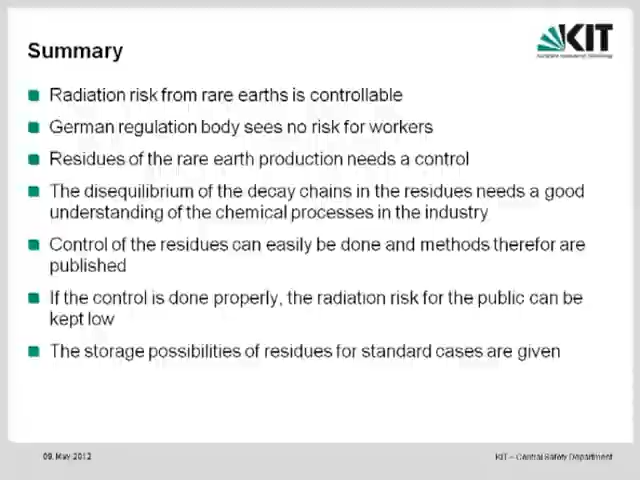 Summary
KIT
Radiation risk from rare earths is controllable
German regulation body sees no risk for workers
Residues of the rare earth production needs a control
The disequilibrium of the decay chains in the residues needs a good
understanding of the chemical processes in the industry
Control of the residues can easily be done and methods therefor are
published
If the control is done properly, the radiation risk for the public can be
kept low
The storage possibilities of residues for standard cases are given
09. May 2012
KIT – Central Safety Department